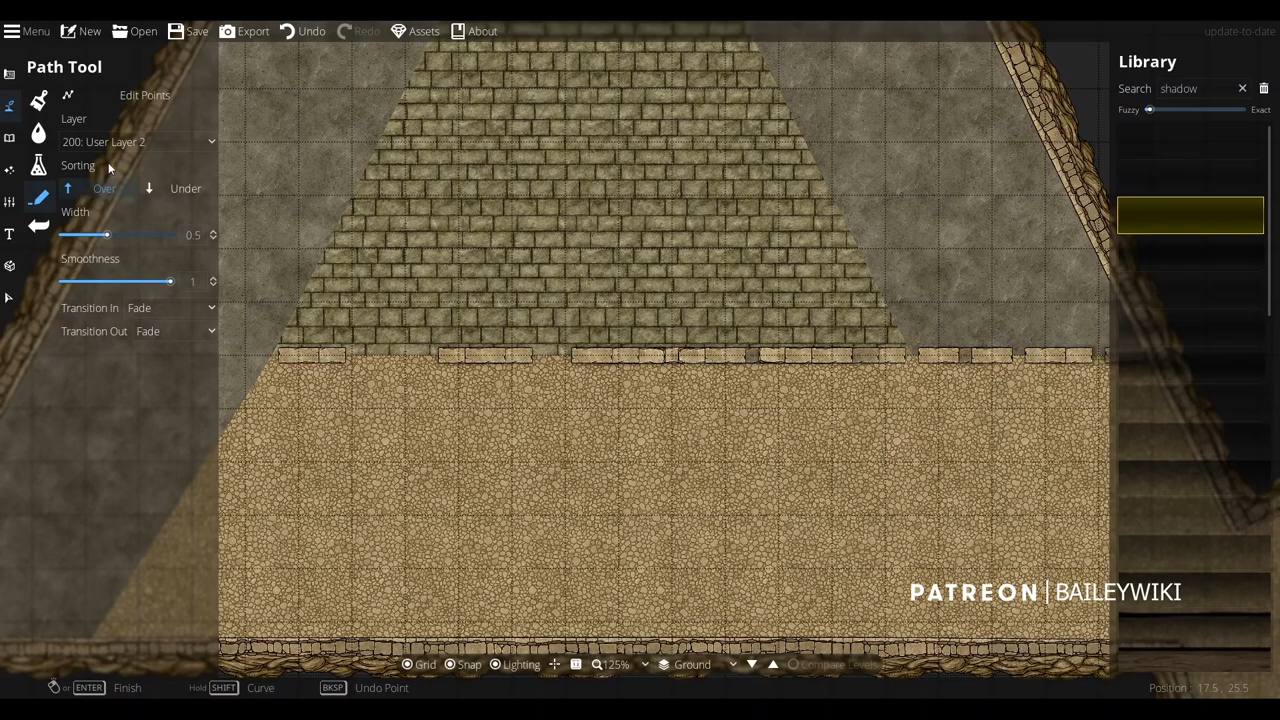 Menu New Open Save Export Undo Redo Assets About update-to-date
Path Tool
Edit Points
Layer
200: User Layer 2
Sorting
Over Under
Width
0.5
Smoothness
1
Transition In Fade
Transition Out Fade
Library
Search shadow
Fuzzy Exact
PATREON | BAILEYWIKI
Grid Snap Lighting 125% Ground Compare Levels
or ENTER Finish Hold SHIFT Curve BKSP Undo Point Position : 17.5 , 25.5